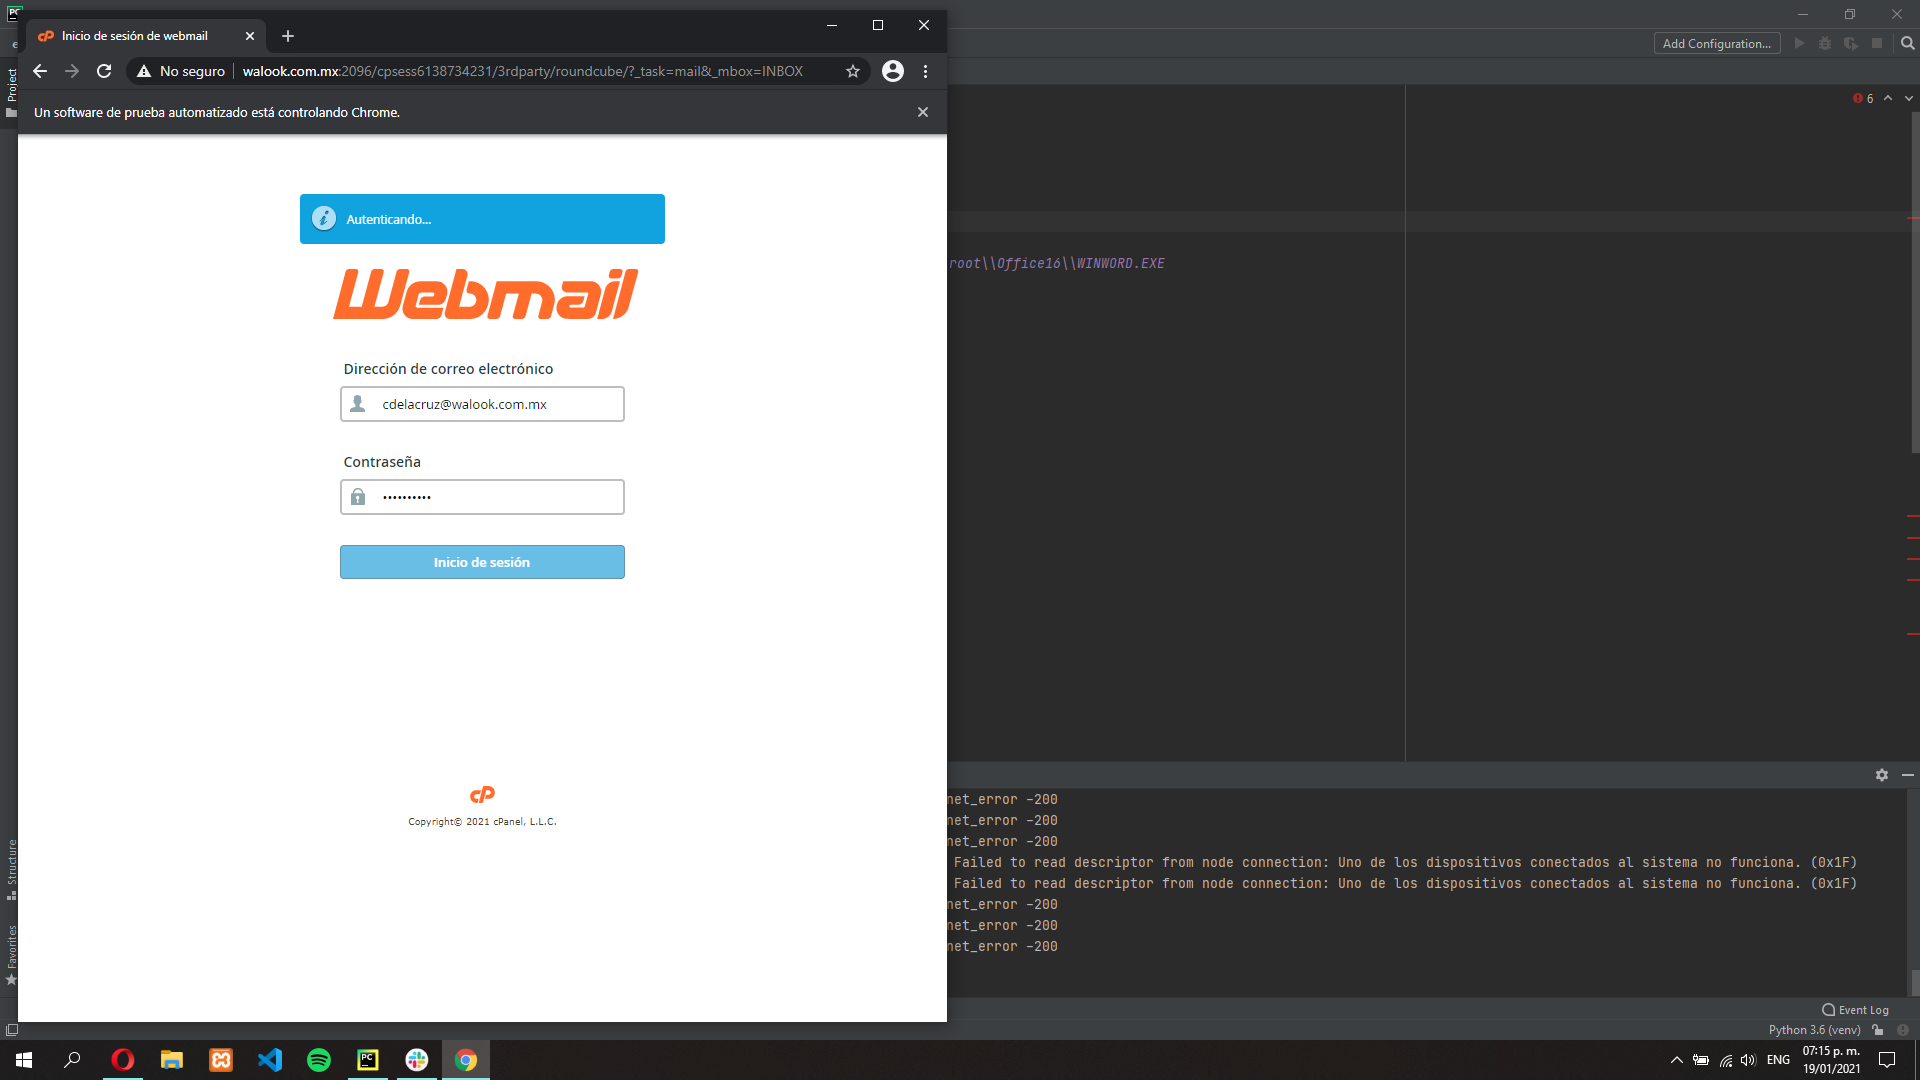 PC
Inicio de sesión de webmail
No seguro
walook.com.mx:2096/cpsess6138734231/3rdparty/roundcube/?_task=mail&_mbox=INBOX
Un software de prueba automatizado está controlando Chrome.
Autenticando...
Webmail
Dirección de correo electrónico
cdelacruz@walook.com.mx
Contraseña
••••••••••
Inicio de sesión
cP
Copyright© 2021 cPanel, L.L.C.
Add Configuration...
Project
6
root\\Office16\\WINWORD.EXE
net_error -200
net_error -200
net_error -200
Failed to read descriptor from node connection: Uno de los dispositivos conectados al sistema no funciona. (0x1F)
Failed to read descriptor from node connection: Uno de los dispositivos conectados al sistema no funciona. (0x1F)
net_error -200
net_error -200
net_error -200
Structure
Favorites
Event Log
Python 3.6 (venv)
PC
ENG
07:15 p. m.
19/01/2021